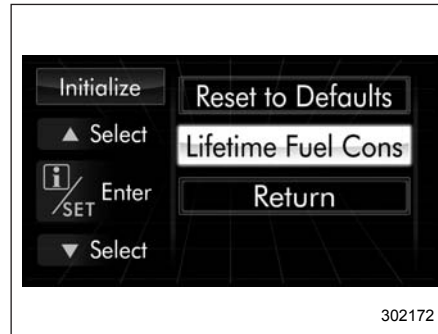 Initialize
▲ Select
i/SET Enter
▼ Select
Reset to Defaults
Lifetime Fuel Cons
Return
302172